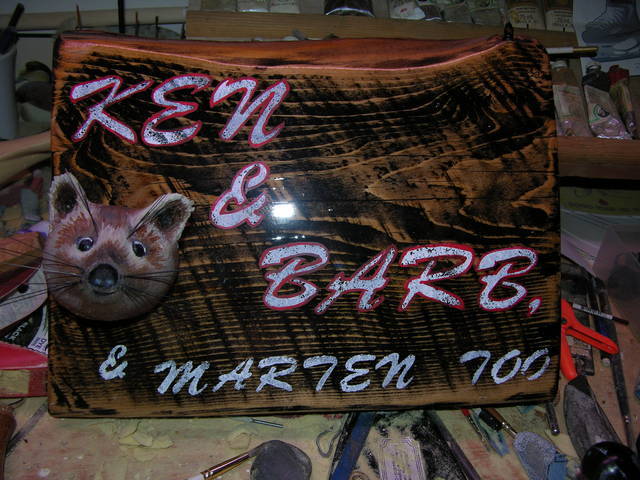 KEN
&
BARB,
& MARTEN TOO